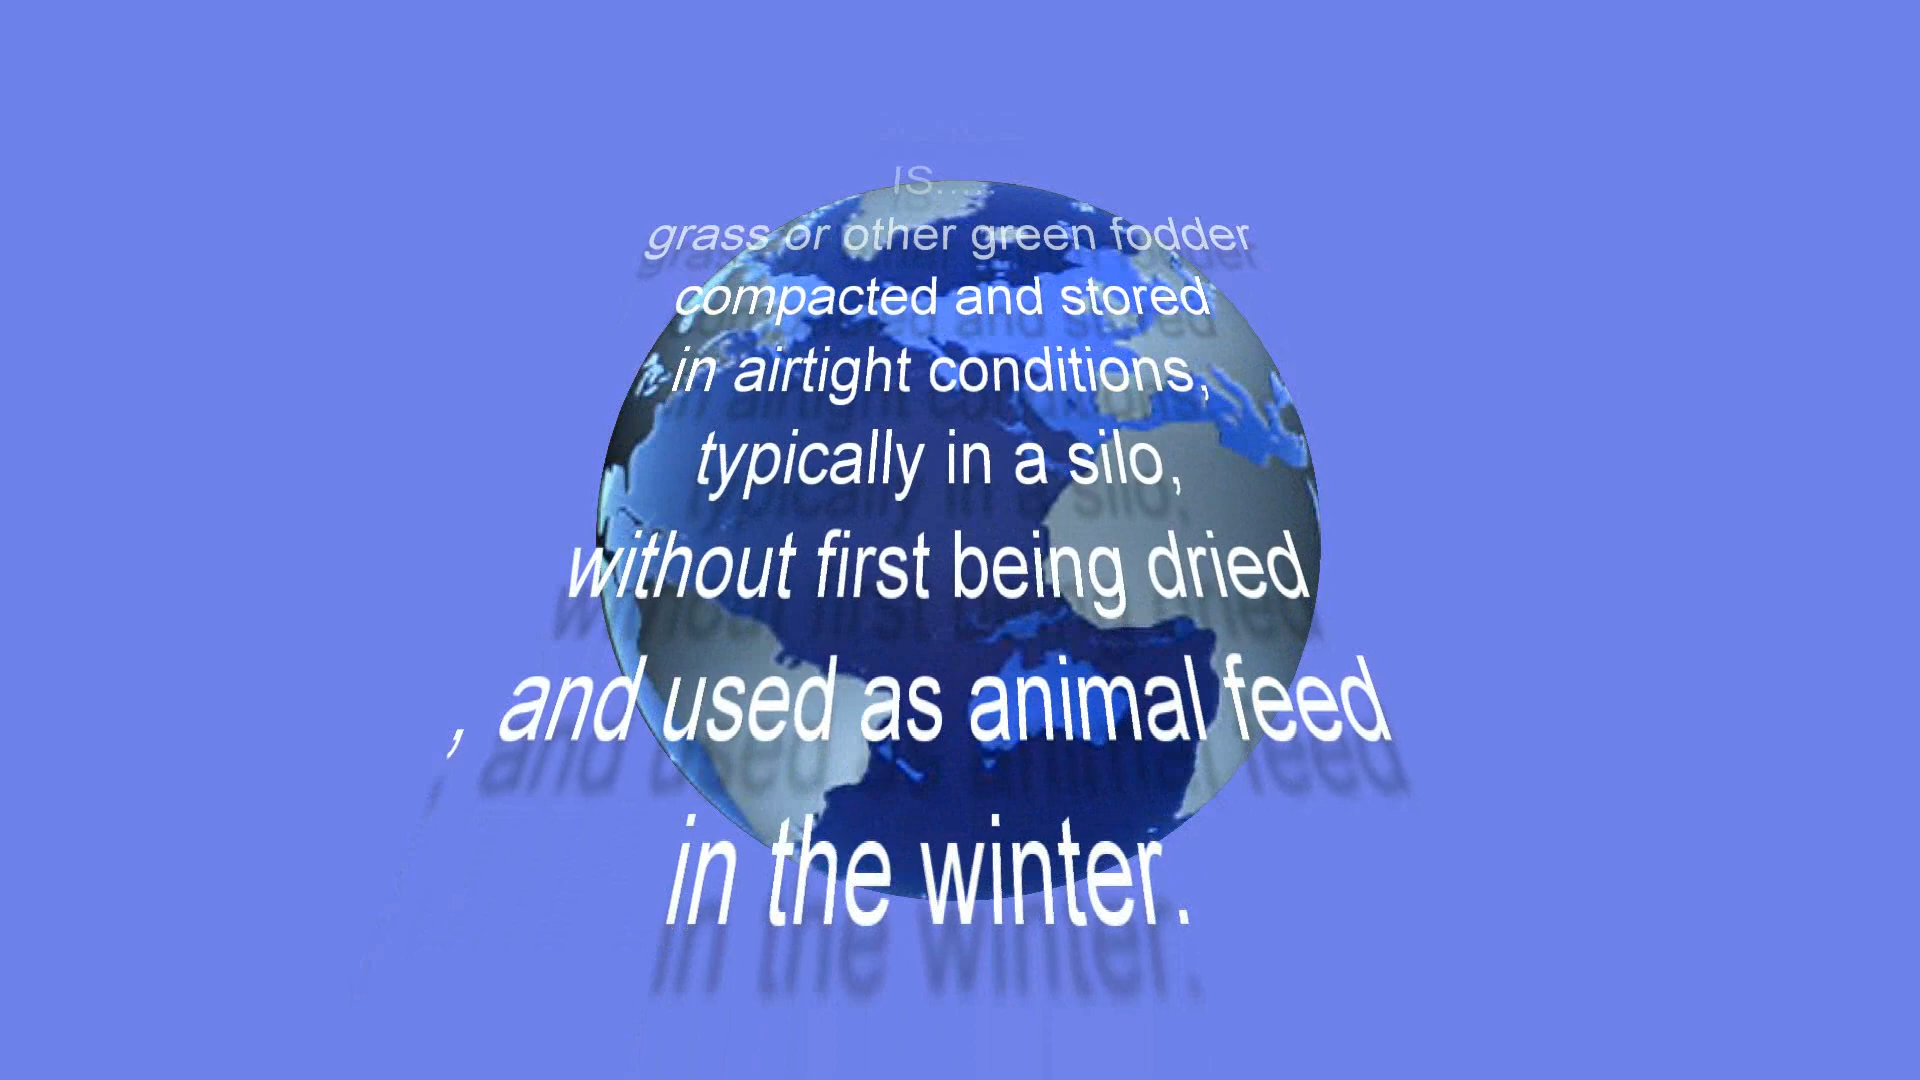 IS.....
grass or other green fodder
compacted and stored
in airtight conditions,
typically in a silo,
without first being dried
, and used as animal feed
in the winter.